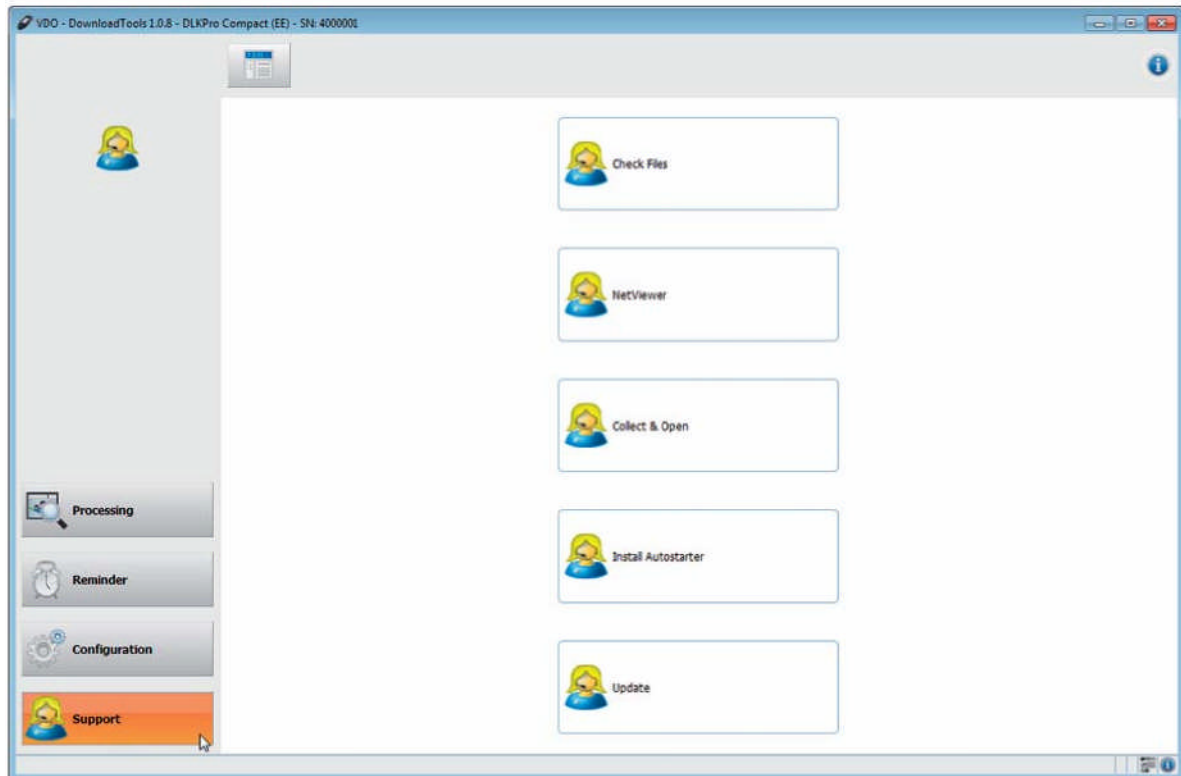 VDO - DownloadTools 1.0.8 - DLKPro Compact (EE) - SN: 4000001
Check Files
NetViewer
Collect & Open
Install Autostarter
Update
Processing
Reminder
Configuration
Support